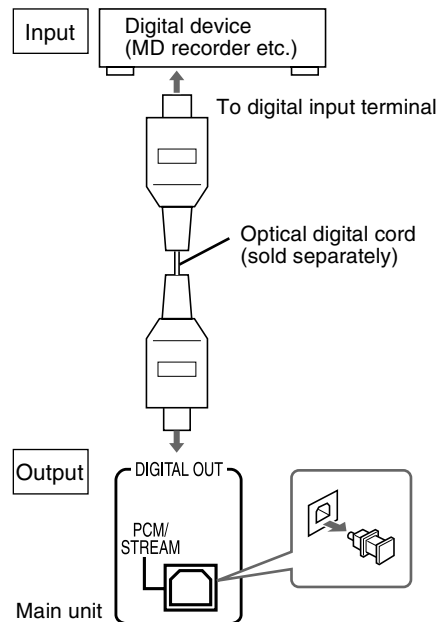 Input
Digital device
(MD recorder etc.)
To digital input terminal
Optical digital cord
(sold separately)
Output
DIGITAL OUT
PCM/
STREAM
Main unit